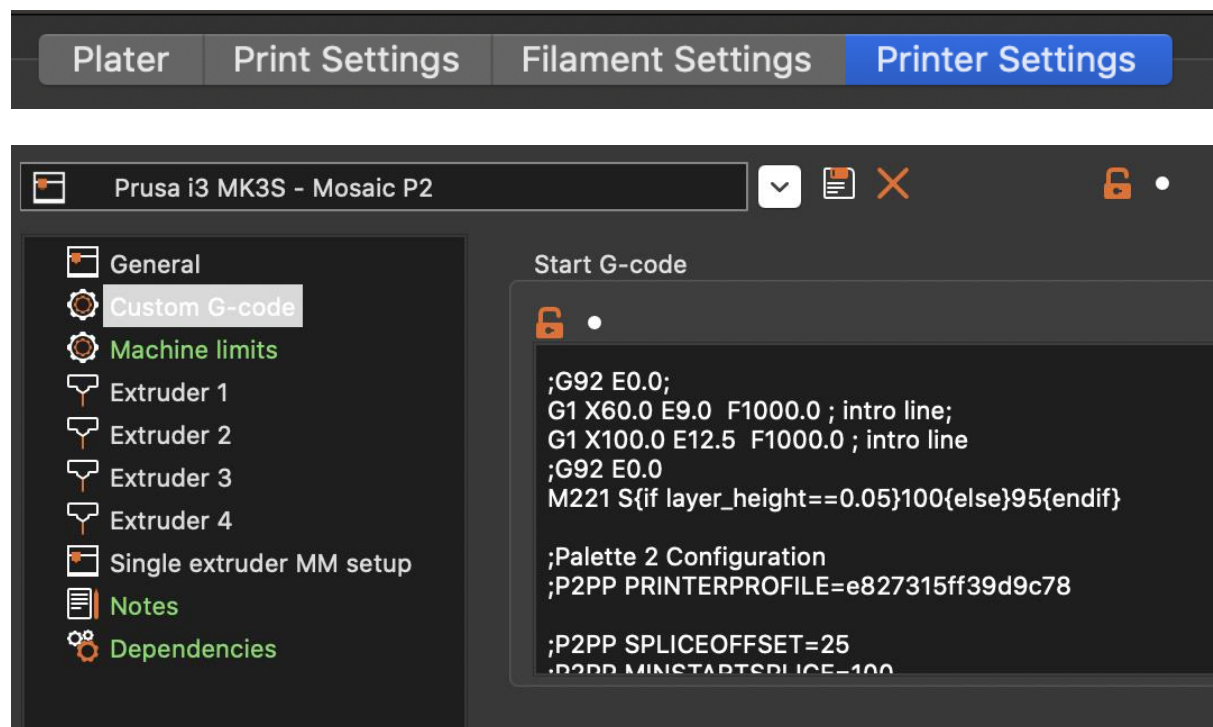 Plater Print Settings Filament Settings Printer Settings
Prusa i3 MK3S - Mosaic P2
General
Custom G-code
Machine limits
Extruder 1
Extruder 2
Extruder 3
Extruder 4
Single extruder MM setup
Notes
Dependencies
Start G-code
;G92 E0.0;
G1 X60.0 E9.0  F1000.0 ; intro line;
G1 X100.0 E12.5  F1000.0 ; intro line
;G92 E0.0
M221 S{if layer_height==0.05}100{else}95{endif}
;Palette 2 Configuration
;P2PP PRINTERPROFILE=e827315ff39d9c78
;P2PP SPLICEOFFSET=25
;P2PP MINSTARTSPLICE=100